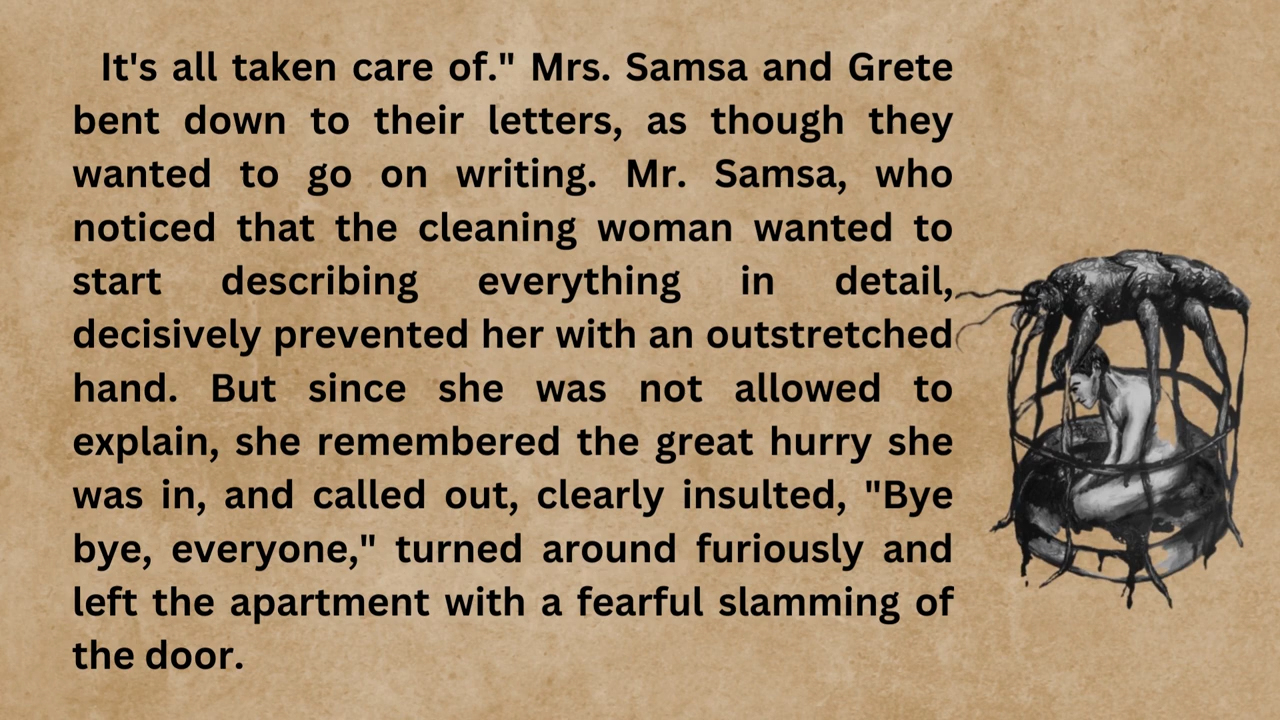 It's all taken care of." Mrs. Samsa and Grete
bent down to their letters, as though they
wanted to go on writing. Mr. Samsa, who
noticed that the cleaning woman wanted to
start describing everything in detail,
decisively prevented her with an outstretched
hand. But since she was not allowed to
explain, she remembered the great hurry she
was in, and called out, clearly insulted, "Bye
bye, everyone," turned around furiously and
left the apartment with a fearful slamming of
the door.